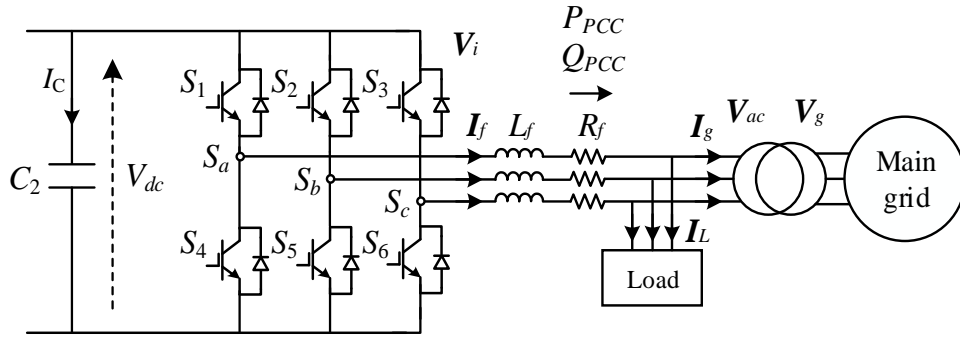 P_PCC
Q_PCC
V_i
I_C
S_1
S_2
S_3
I_f
L_f
R_f
I_g
V_ac
V_g
S_a
C_2
V_dc
S_b
S_c
Main
grid
S_4
S_5
S_6
I_L
Load